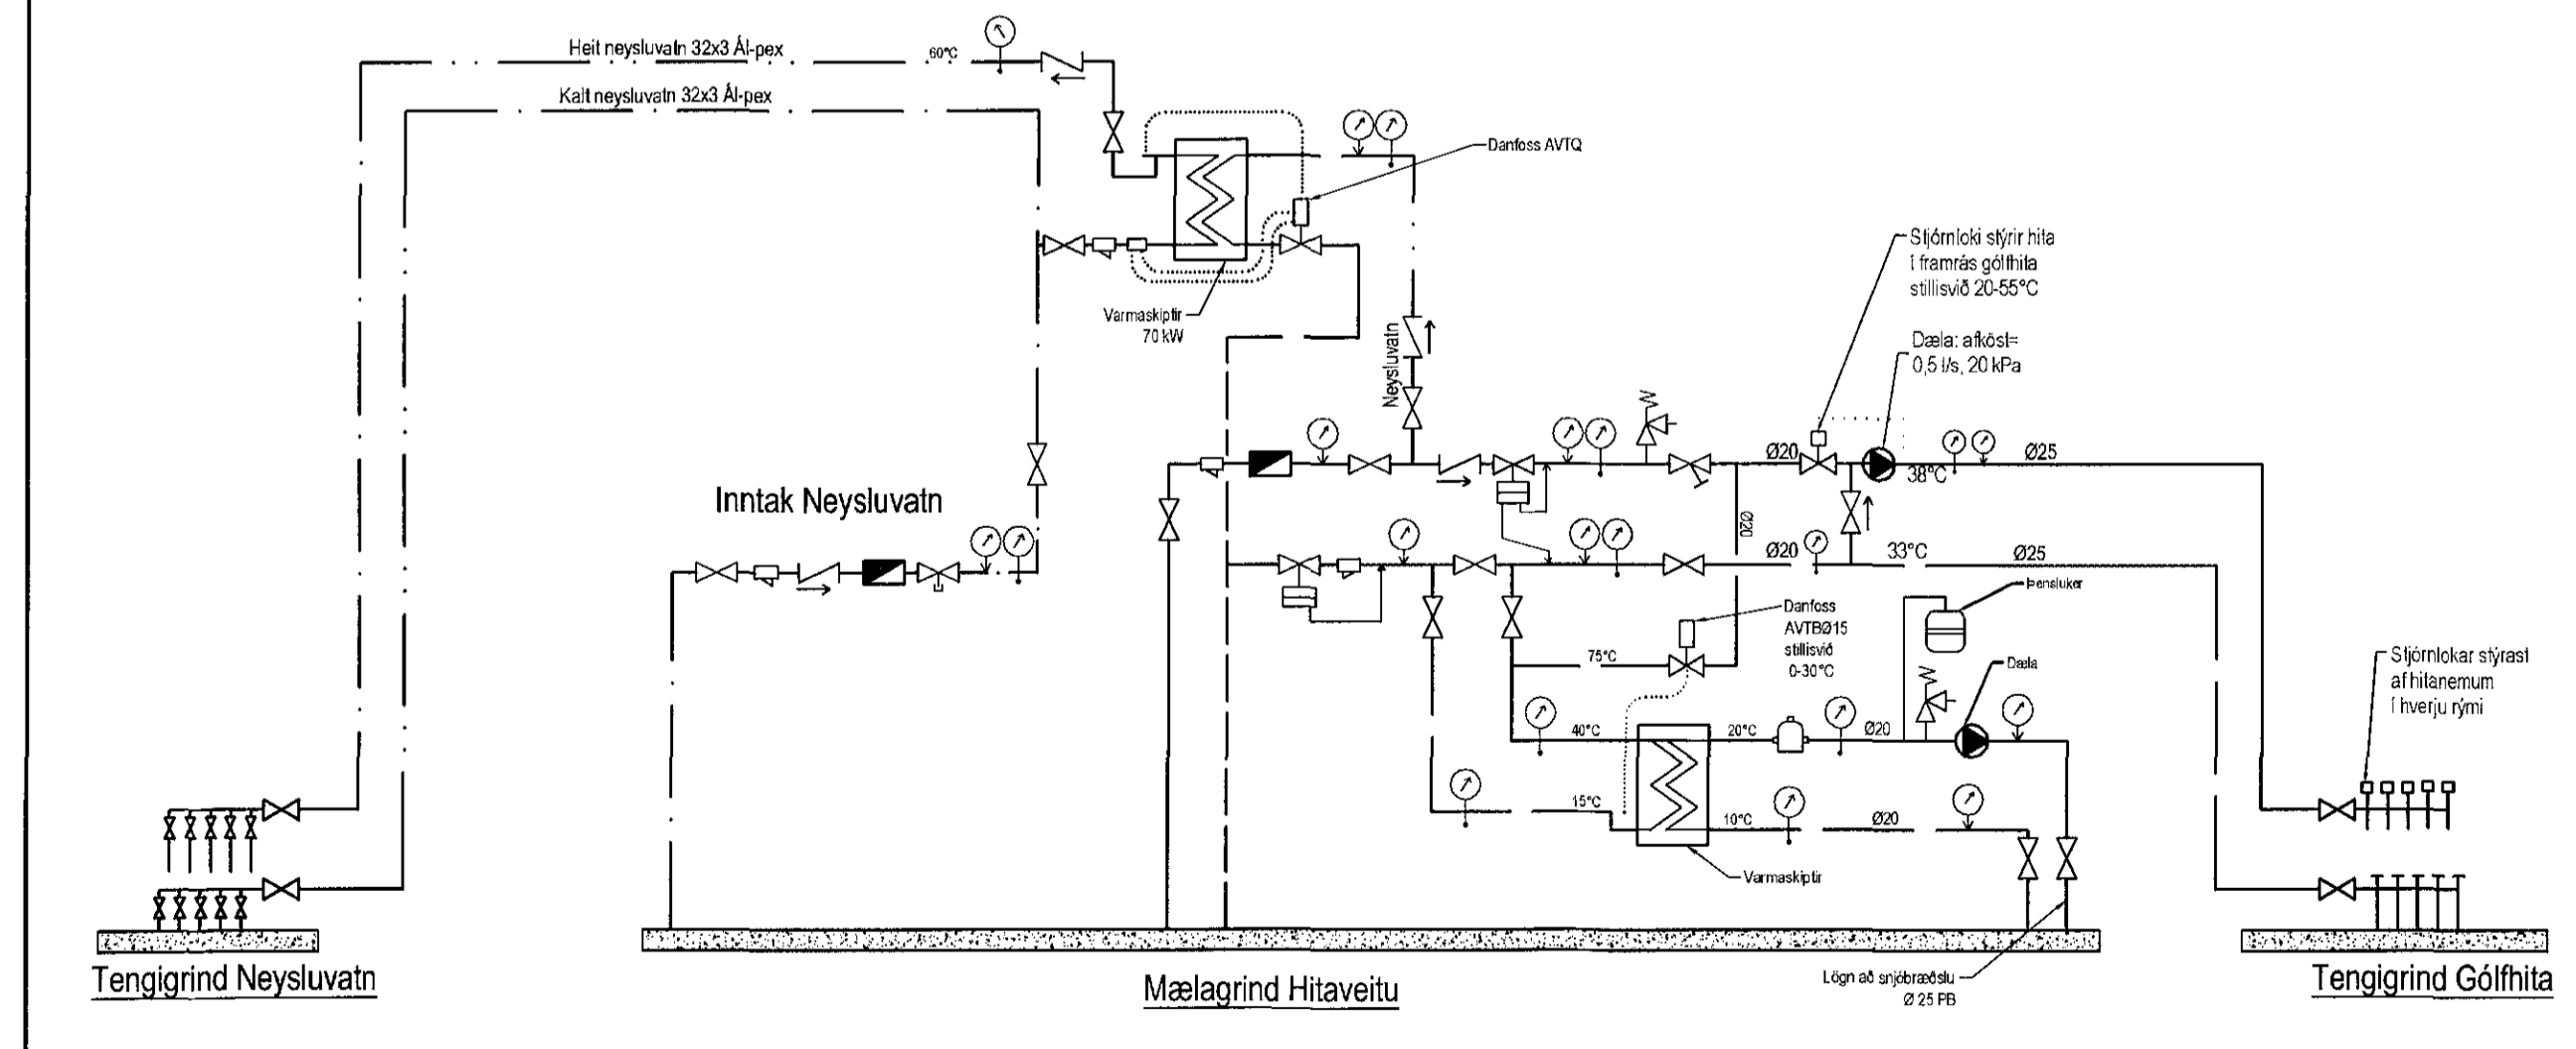 Heit neysluvatn 32x3 Ál-pex
60°C
Kalt neysluvatn 32x3 Ál-pex
Danfoss AVTQ
Varmaskiptir
70 kW
Neysluvatn
Stjórnloki stýrir hita
í framrás gólfhita
stillisvið 20-55°C
Dæla: afköst=
0,5 l/s, 20 kPa
Inntak Neysluvatn
Ø20
38°C
Ø25
Ø20
Ø20
33°C
Ø25
Þensluker
Danfoss
AVTBØ15
stillisvið
0-30°C
75°C
Dæla
Stjórnlokar stýrast
af hitanemum
í hverju rými
40°C
20°C
Ø20
15°C
10°C
Ø20
Varmaskiptir
Tengigrind Neysluvatn
Mælagrind Hitaveitu
Lögn að snjóbræðslu
Ø 25 PB
Tengigrind Gólfhita